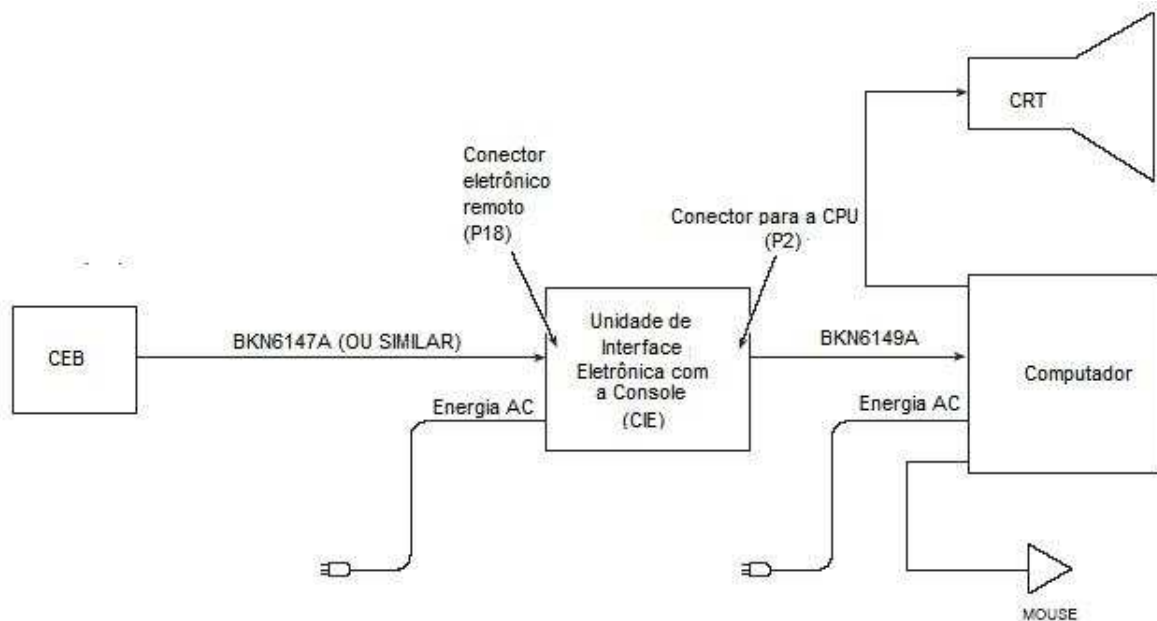 CRT
Conector
eletrônico
remoto
(P18)
Conector para a CPU
(P2)
CEB
BKN6147A (OU SIMILAR)
Unidade de
Interface
Eletrônica com
a Console
(CIE)
BKN6149A
Computador
Energia AC
Energia AC
MOUSE